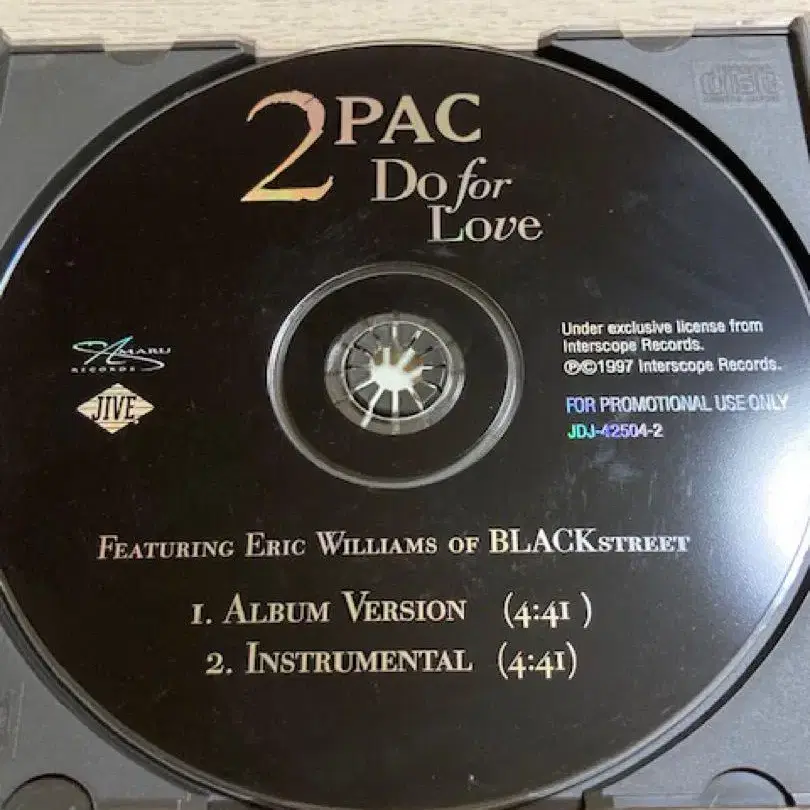 2PAC
Do for
Love
AMARU
RECORDS
JIVE
Under exclusive license from
Interscope Records.
℗©1997 Interscope Records.
FOR PROMOTIONAL USE ONLY
JDJ-42504-2
FEATURING ERIC WILLIAMS OF BLACKSTREET
1. ALBUM VERSION (4:41 )
2. INSTRUMENTAL (4:41)